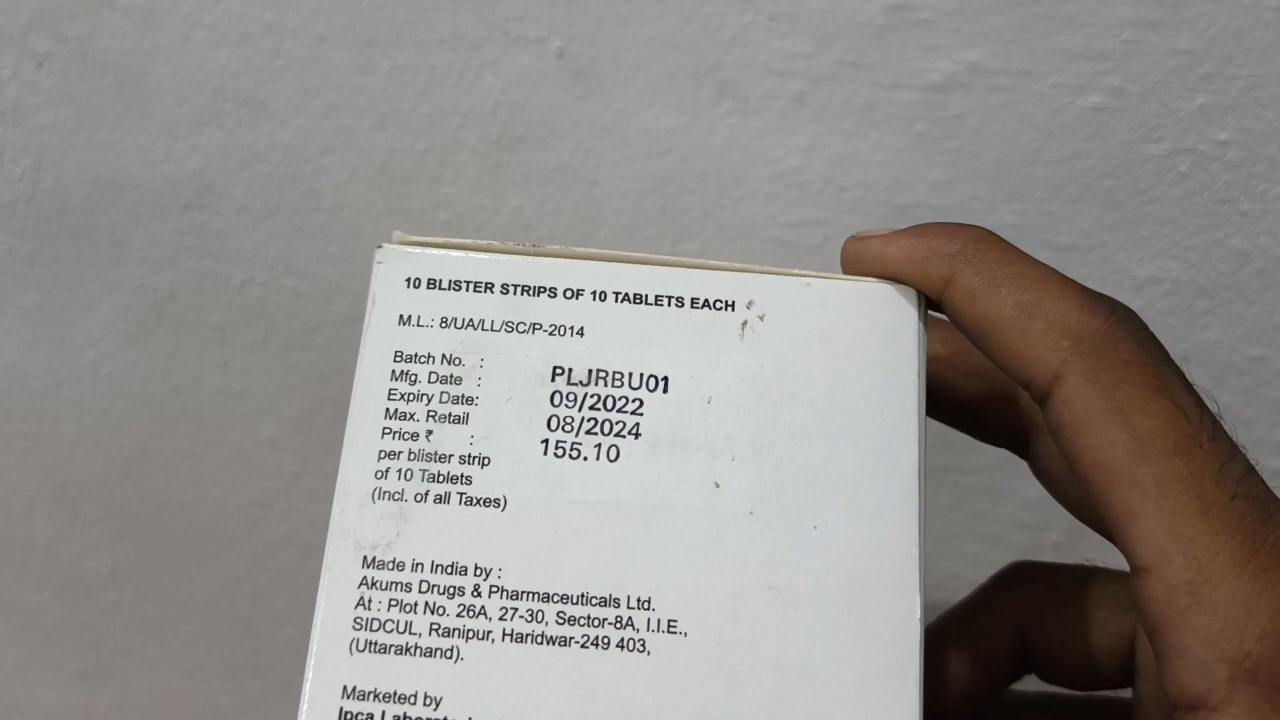 10 BLISTER STRIPS OF 10 TABLETS EACH
M.L.: 8/UA/LL/SC/P-2014
Batch No. : PLJRBU01
Mfg. Date : 09/2022
Expiry Date: 08/2024
Max. Retail
Price ₹ : 155.10
per blister strip
of 10 Tablets
(Incl. of all Taxes)
Made in India by :
Akums Drugs & Pharmaceuticals Ltd.
At : Plot No. 26A, 27-30, Sector-8A, I.I.E.,
SIDCUL, Ranipur, Haridwar-249 403,
(Uttarakhand).
Marketed by
Ipca